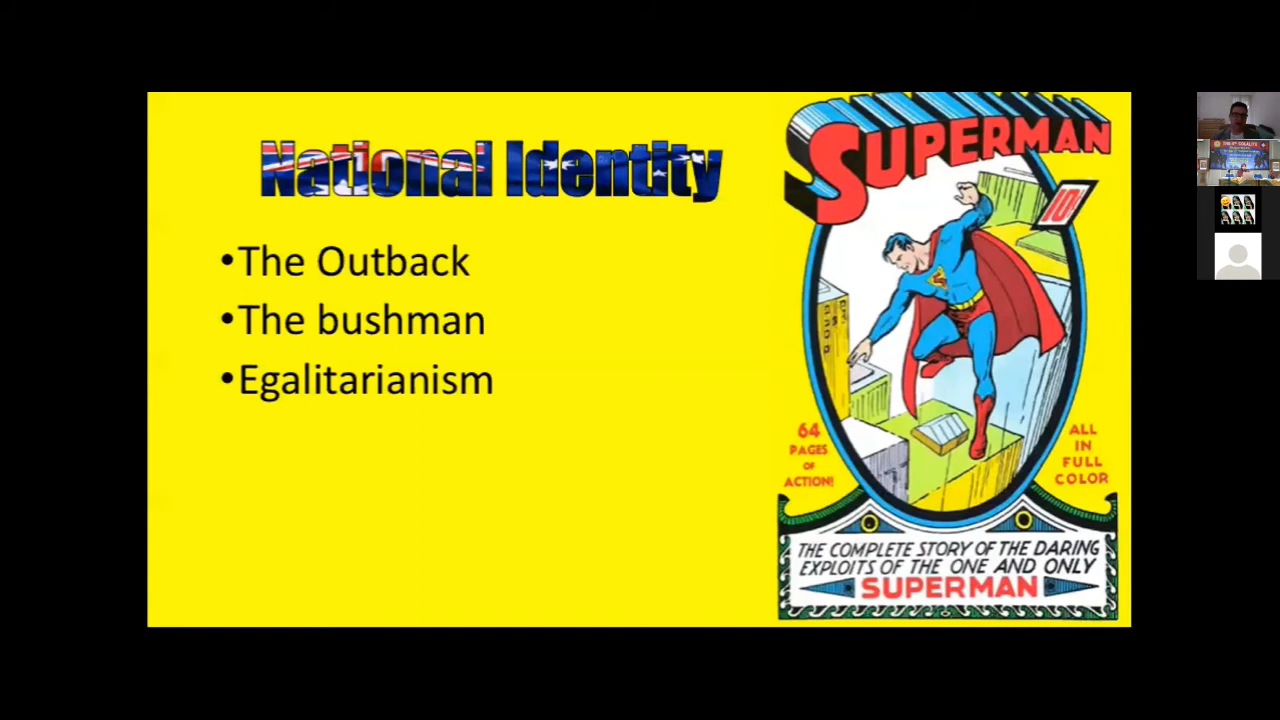 National Identity
•The Outback
•The bushman
•Egalitarianism
SUPERMAN
10¢
64
PAGES
OF
ACTION!
ALL
IN
FULL
COLOR
THE COMPLETE STORY OF THE DARING
EXPLOITS OF THE ONE AND ONLY
SUPERMAN